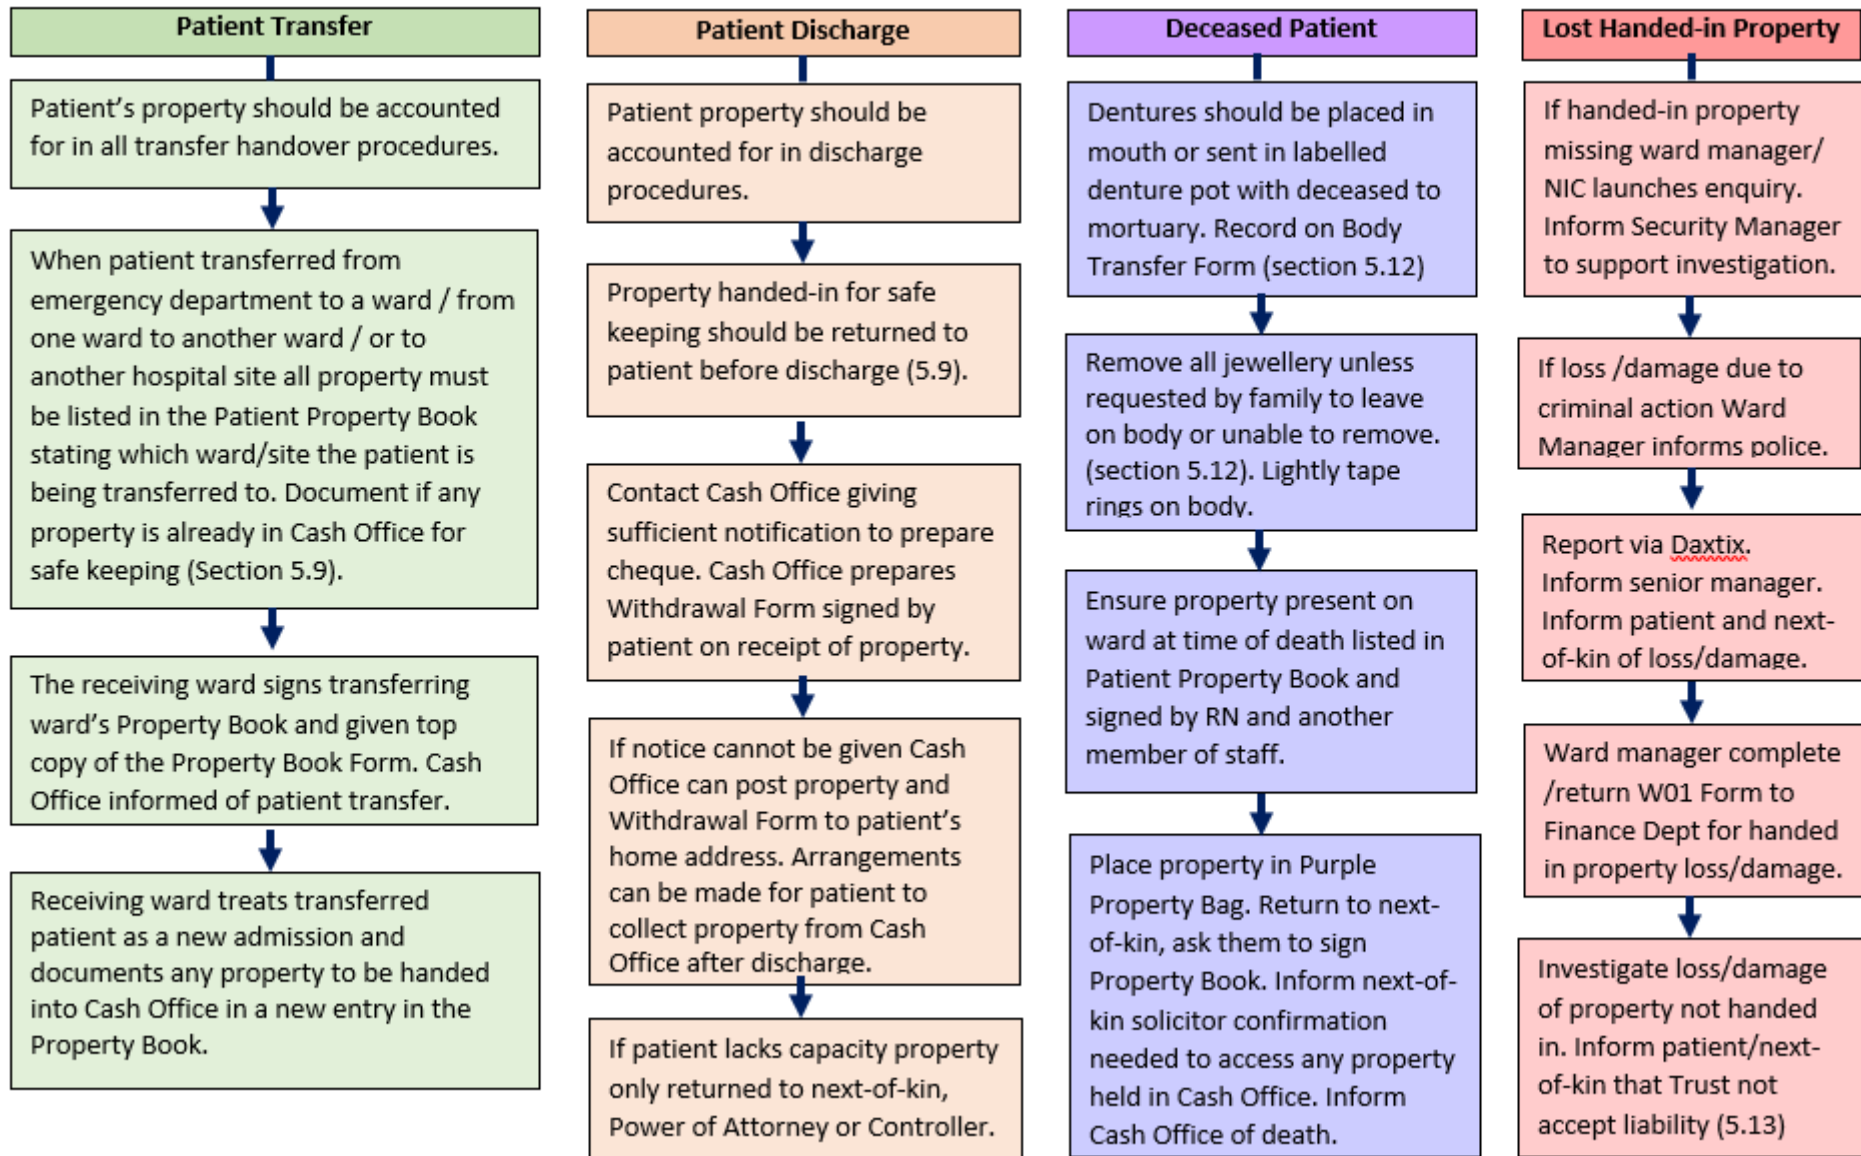 Patient Transfer
Patient's property should be accounted
for in all transfer handover procedures.
When patient transferred from
emergency department to a ward / from
one ward to another ward / or to
another hospital site all property must
be listed in the Patient Property Book
stating which ward/site the patient is
being transferred to. Document if any
property is already in Cash Office for
safe keeping (Section 5.9).
The receiving ward signs transferring
ward's Property Book and given top
copy of the Property Book Form. Cash
Office informed of patient transfer.
Receiving ward treats transferred
patient as a new admission and
documents any property to be handed
into Cash Office in a new entry in the
Property Book.
Patient Discharge
Patient property should be
accounted for in discharge
procedures.
Property handed-in for safe
keeping should be returned to
patient before discharge (5.9).
Contact Cash Office giving
sufficient notification to prepare
cheque. Cash Office prepares
Withdrawal Form signed by
patient on receipt of property.
If notice cannot be given Cash
Office can post property and
Withdrawal Form to patient's
home address. Arrangements
can be made for patient to
collect property from Cash
Office after discharge.
If patient lacks capacity property
only returned to next-of-kin,
Power of Attorney or Controller.
Deceased Patient
Dentures should be placed in
mouth or sent in labelled
denture pot with deceased to
mortuary. Record on Body
Transfer Form (section 5.12)
Remove all jewellery unless
requested by family to leave
on body or unable to remove.
(section 5.12). Lightly tape
rings on body.
Ensure property present on
ward at time of death listed in
Patient Property Book and
signed by RN and another
member of staff.
Place property in Purple
Property Bag. Return to next-
of-kin, ask them to sign
Property Book. Inform next-of-
kin solicitor confirmation
needed to access any property
held in Cash Office. Inform
Cash Office of death.
Lost Handed-in Property
If handed-in property
missing ward manager/
NIC launches enquiry.
Inform Security Manager
to support investigation.
If loss /damage due to
criminal action Ward
Manager informs police.
Report via Daxtix.
Inform senior manager.
Inform patient and next-
of-kin of loss/damage.
Ward manager complete
/return W01 Form to
Finance Dept for handed
in property loss/damage.
Investigate loss/damage
of property not handed
in. Inform patient/next-
of-kin that Trust not
accept liability (5.13)